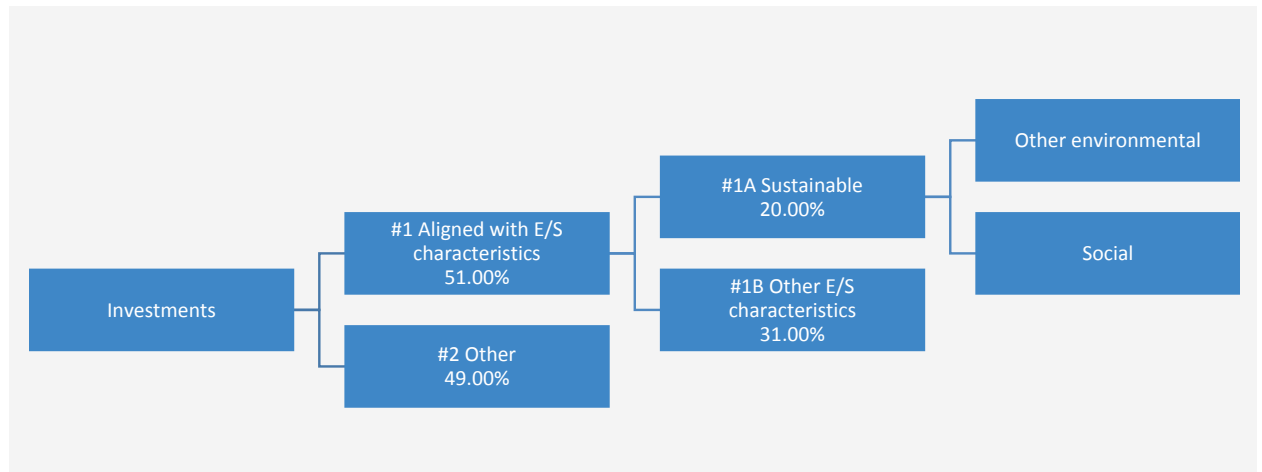 Investments
#1 Aligned with E/S
characteristics
51.00%
#2 Other
49.00%
#1A Sustainable
20.00%
#1B Other E/S
characteristics
31.00%
Other environmental
Social